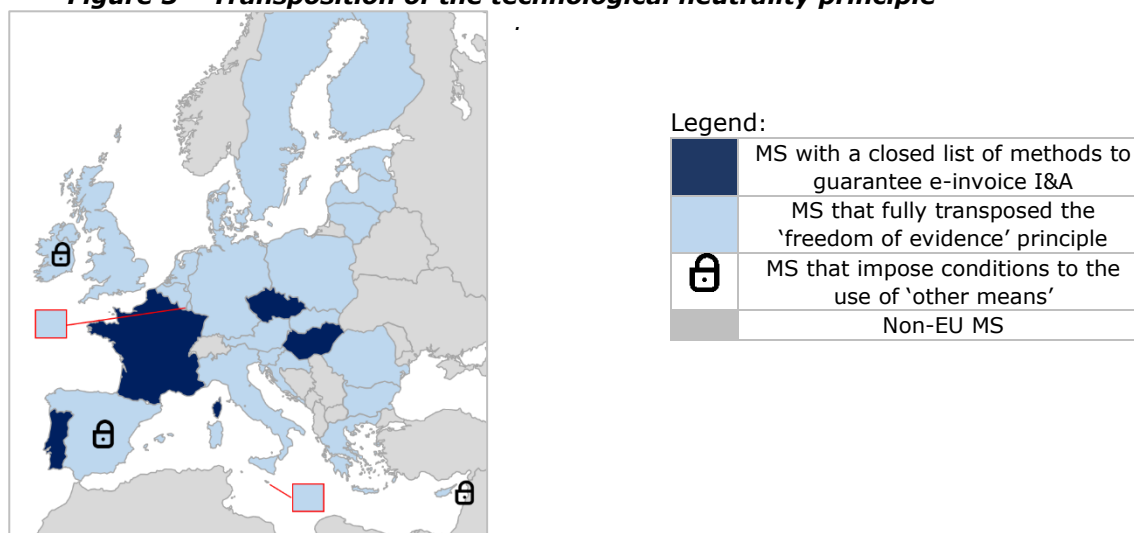 Figure 3 – Transposition of the technological neutrality principle
.
Legend:
MS with a closed list of methods to
guarantee e-invoice I&A
MS that fully transposed the
‘freedom of evidence’ principle
MS that impose conditions to the
use of ‘other means’
Non-EU MS